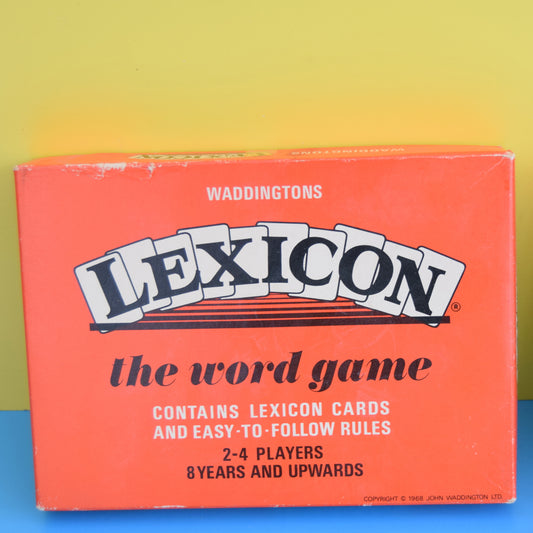 WADDINGTONS
WADDINGTONS
LEXICON®
the word game
CONTAINS LEXICON CARDS
AND EASY-TO-FOLLOW RULES
2-4 PLAYERS
8 YEARS AND UPWARDS
COPYRIGHT © 1968 JOHN WADDINGTON LTD